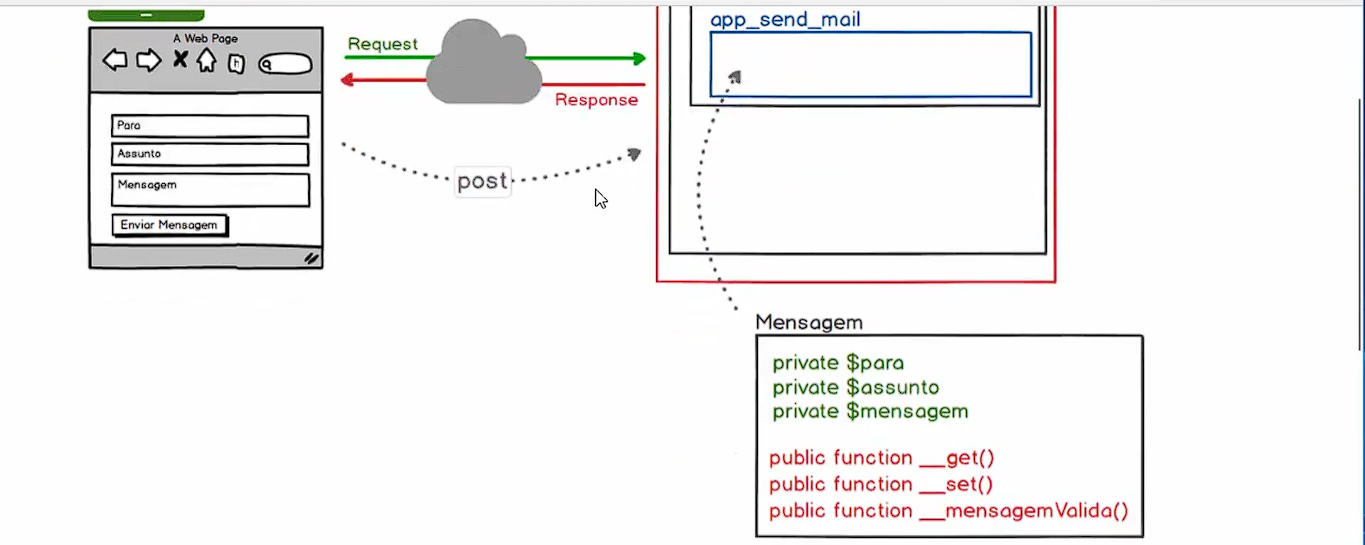 app_send_mail
A Web Page
Request
Response
Para
Assunto
Mensagem
Enviar Mensagem
post
Mensagem
private $para
private $assunto
private $mensagem
public function __get()
public function __set()
public function __mensagemValida()